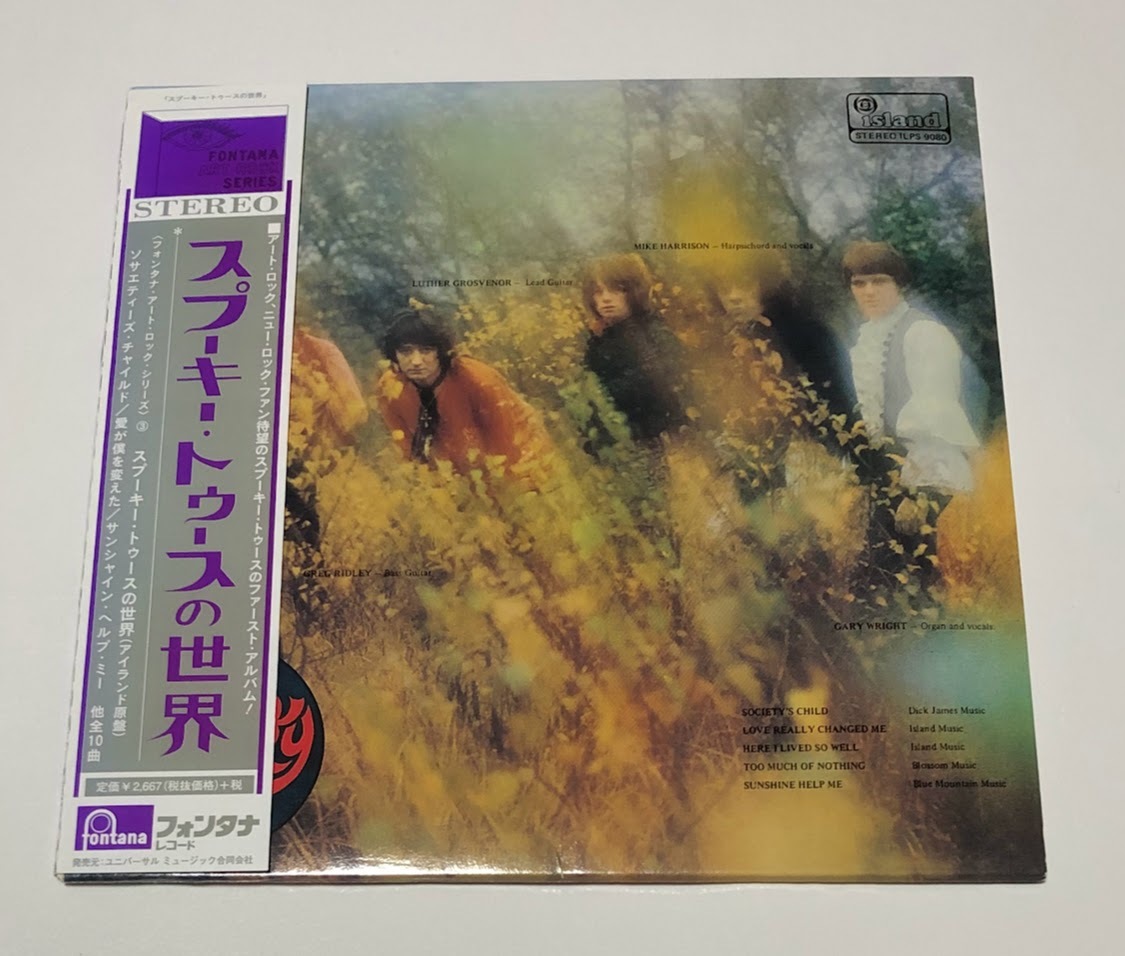 「スプーキー・トゥースの世界」
FONTANA
ART ROCK
SERIES
STEREO
■アート・ロック、ニュー・ロック・ファン待望のスプーキー・トゥースのファースト・アルバム!
*スプーキー・トゥースの世界
(フォンタナ・アート・ロック・シリーズ)③ スプーキー・トゥースの世界(アイランド原盤)
ソサエティーズ・チャイルド/愛が僕を変えた/サンシャイン・ヘルプ・ミー 他全10曲
定価¥2,667(税抜価格)+税
fontana
フォンタナ
レコード
発売元:ユニバーサル ミュージック合同会社
island
STEREO ILPS 9080
MIKE HARRISON – Harpsichord and vocals
LUTHER GROSVENOR – Lead Guitar
GREG RIDLEY – Bass Guitar
GARY WRIGHT – Organ and vocals.
SOCIETY'S CHILD Dick James Music
LOVE REALLY CHANGED ME Island Music
HERE I LIVED SO WELL Island Music
TOO MUCH OF NOTHING Blossom Music
SUNSHINE HELP ME Blue Mountain Music
ky